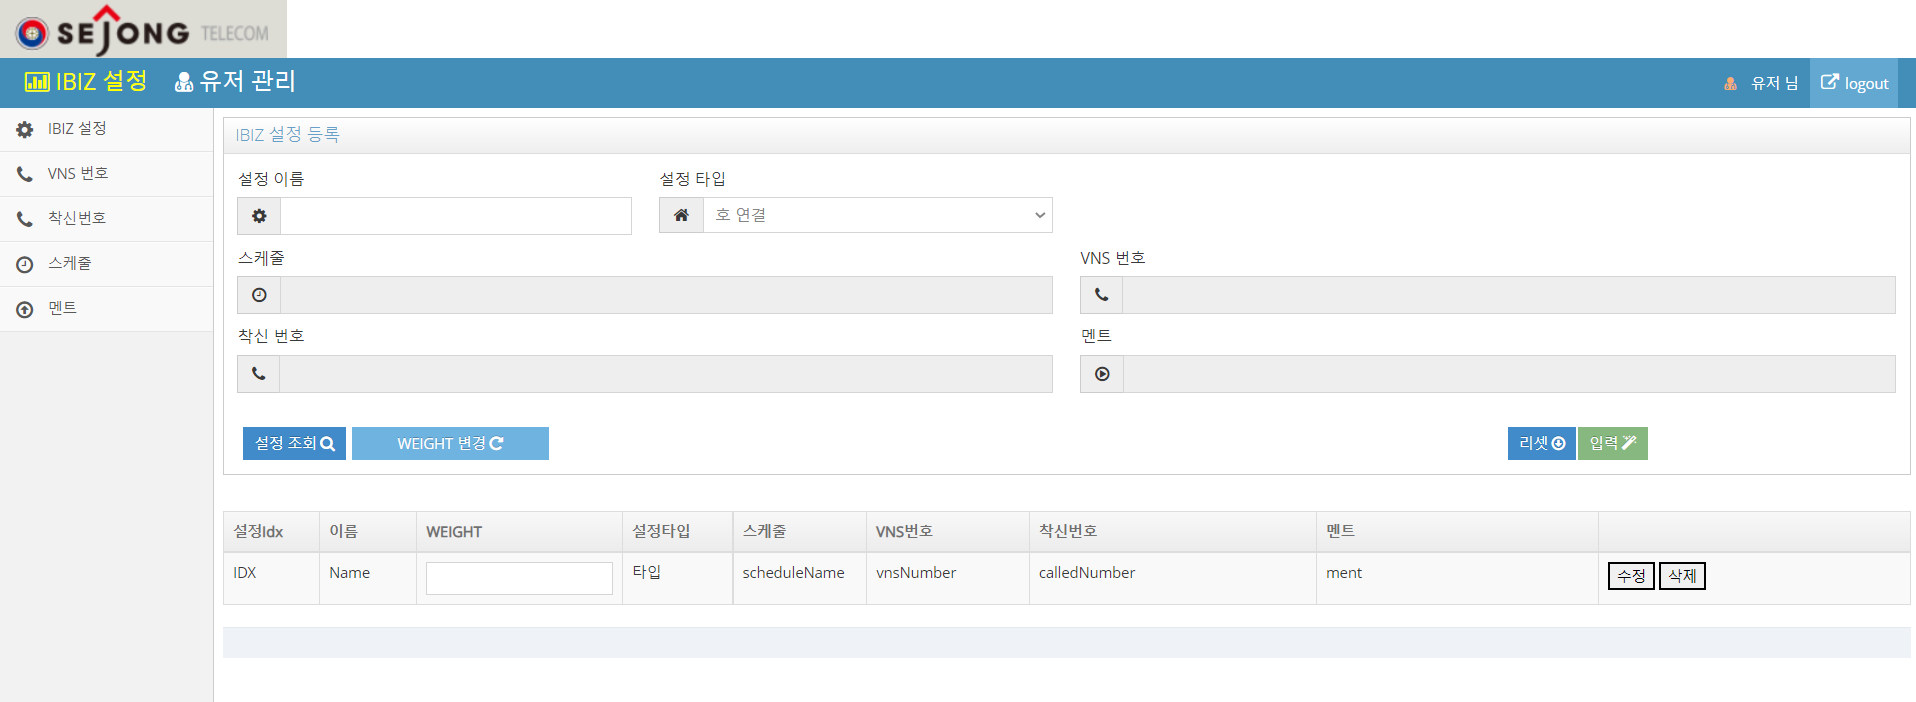 SEJONG TELECOM
IBIZ 설정 유저 관리 유저 님 logout
IBIZ 설정
VNS 번호
착신번호
스케줄
멘트
IBIZ 설정 등록
설정 이름 설정 타입
호 연결
스케줄 VNS 번호
착신 번호 멘트
설정 조회 WEIGHT 변경 리셋 입력
설정Idx 이름 WEIGHT 설정타입 스케줄 VNS번호 착신번호 멘트
IDX Name 타입 scheduleName vnsNumber calledNumber ment 수정 삭제